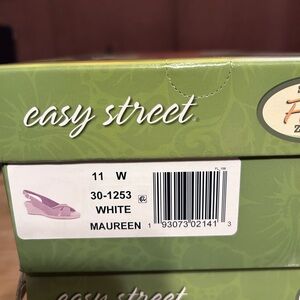 easy street
11 W
30-1253
WHITE
MAUREEN
1 93073 02141 3
easy street